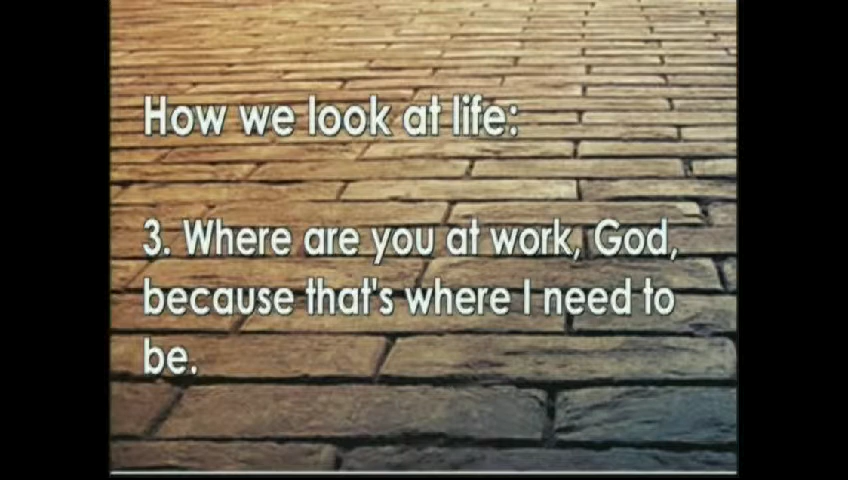 How we look at life:
3. Where are you at work, God,
because that's where I need to
be.